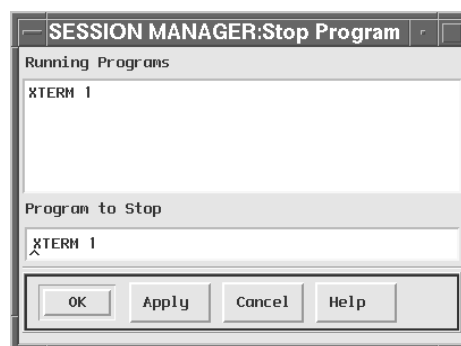 SESSION MANAGER:Stop Program
Running Programs
XTERM 1
Program to Stop
XTERM 1
OK Apply Cancel Help